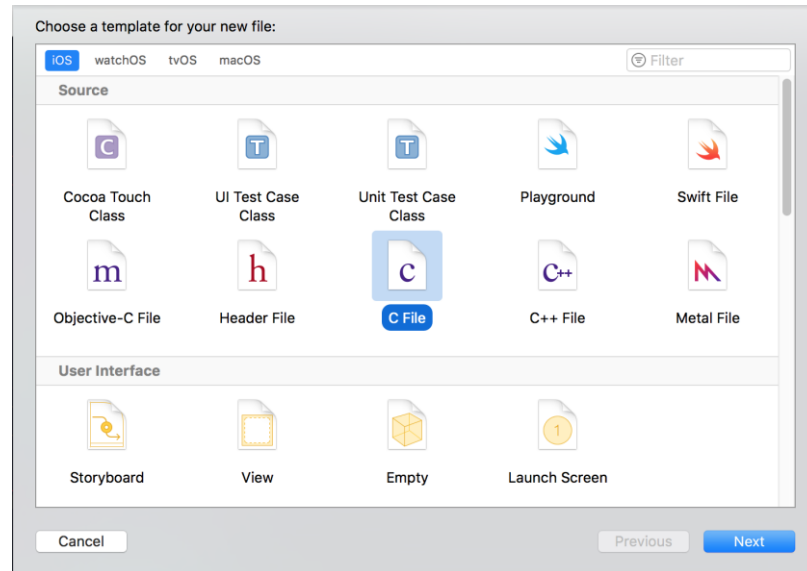 Choose a template for your new file:
iOS watchOS tvOS macOS Filter
Source
C T T
Cocoa Touch Class UI Test Case Class Unit Test Case Class Playground Swift File
m h c C++ M
Objective-C File Header File C File C++ File Metal File
User Interface
1
Storyboard View Empty Launch Screen
Cancel Previous Next